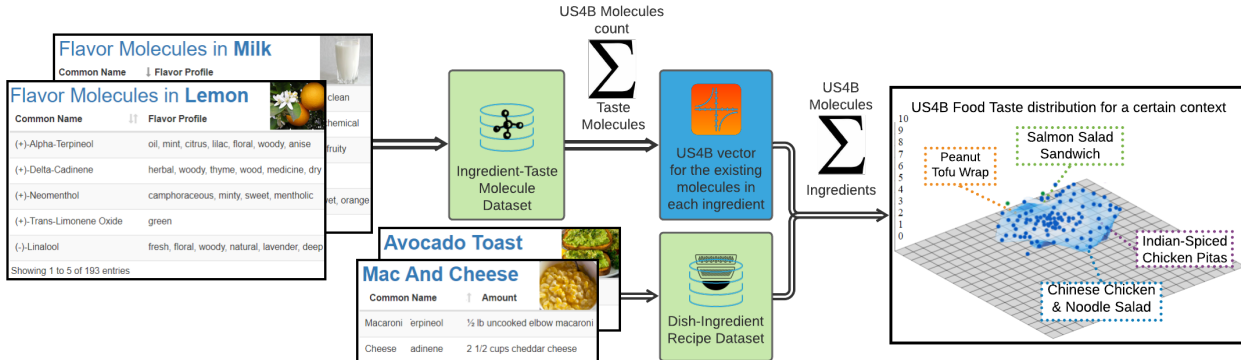 Flavor Molecules in Milk
Common Name Flavor Profile
clean
chemical
fruity
vet, orange
Flavor Molecules in Lemon
Common Name Flavor Profile
(+)-Alpha-Terpineol oil, mint, citrus, lilac, floral, woody, anise
(+)-Delta-Cadinene herbal, woody, thyme, wood, medicine, dry
(+)-Neomenthol camphoraceous, minty, sweet, mentholic
(+)-Trans-Limonene Oxide green
(-)-Linalool fresh, floral, woody, natural, lavender, deep
Showing 1 to 5 of 193 entries
Avocado Toast
Mac And Cheese
Common Name Amount
Macaroni erpineol ½ lb uncooked elbow macaroni
Cheese adinene 2 1/2 cups cheddar cheese
Ingredient-Taste
Molecule
Dataset
US4B Molecules
count
∑
Taste
Molecules
US4B vector
for the existing
molecules in
each ingredient
Dish-Ingredient
Recipe Dataset
US4B
Molecules
∑
Ingredients
US4B Food Taste distribution for a certain context
10
9
8
7
6
5
4
3
2
1
0
Salmon Salad
Sandwich
Peanut
Tofu Wrap
Indian-Spiced
Chicken Pitas
Chinese Chicken
& Noodle Salad